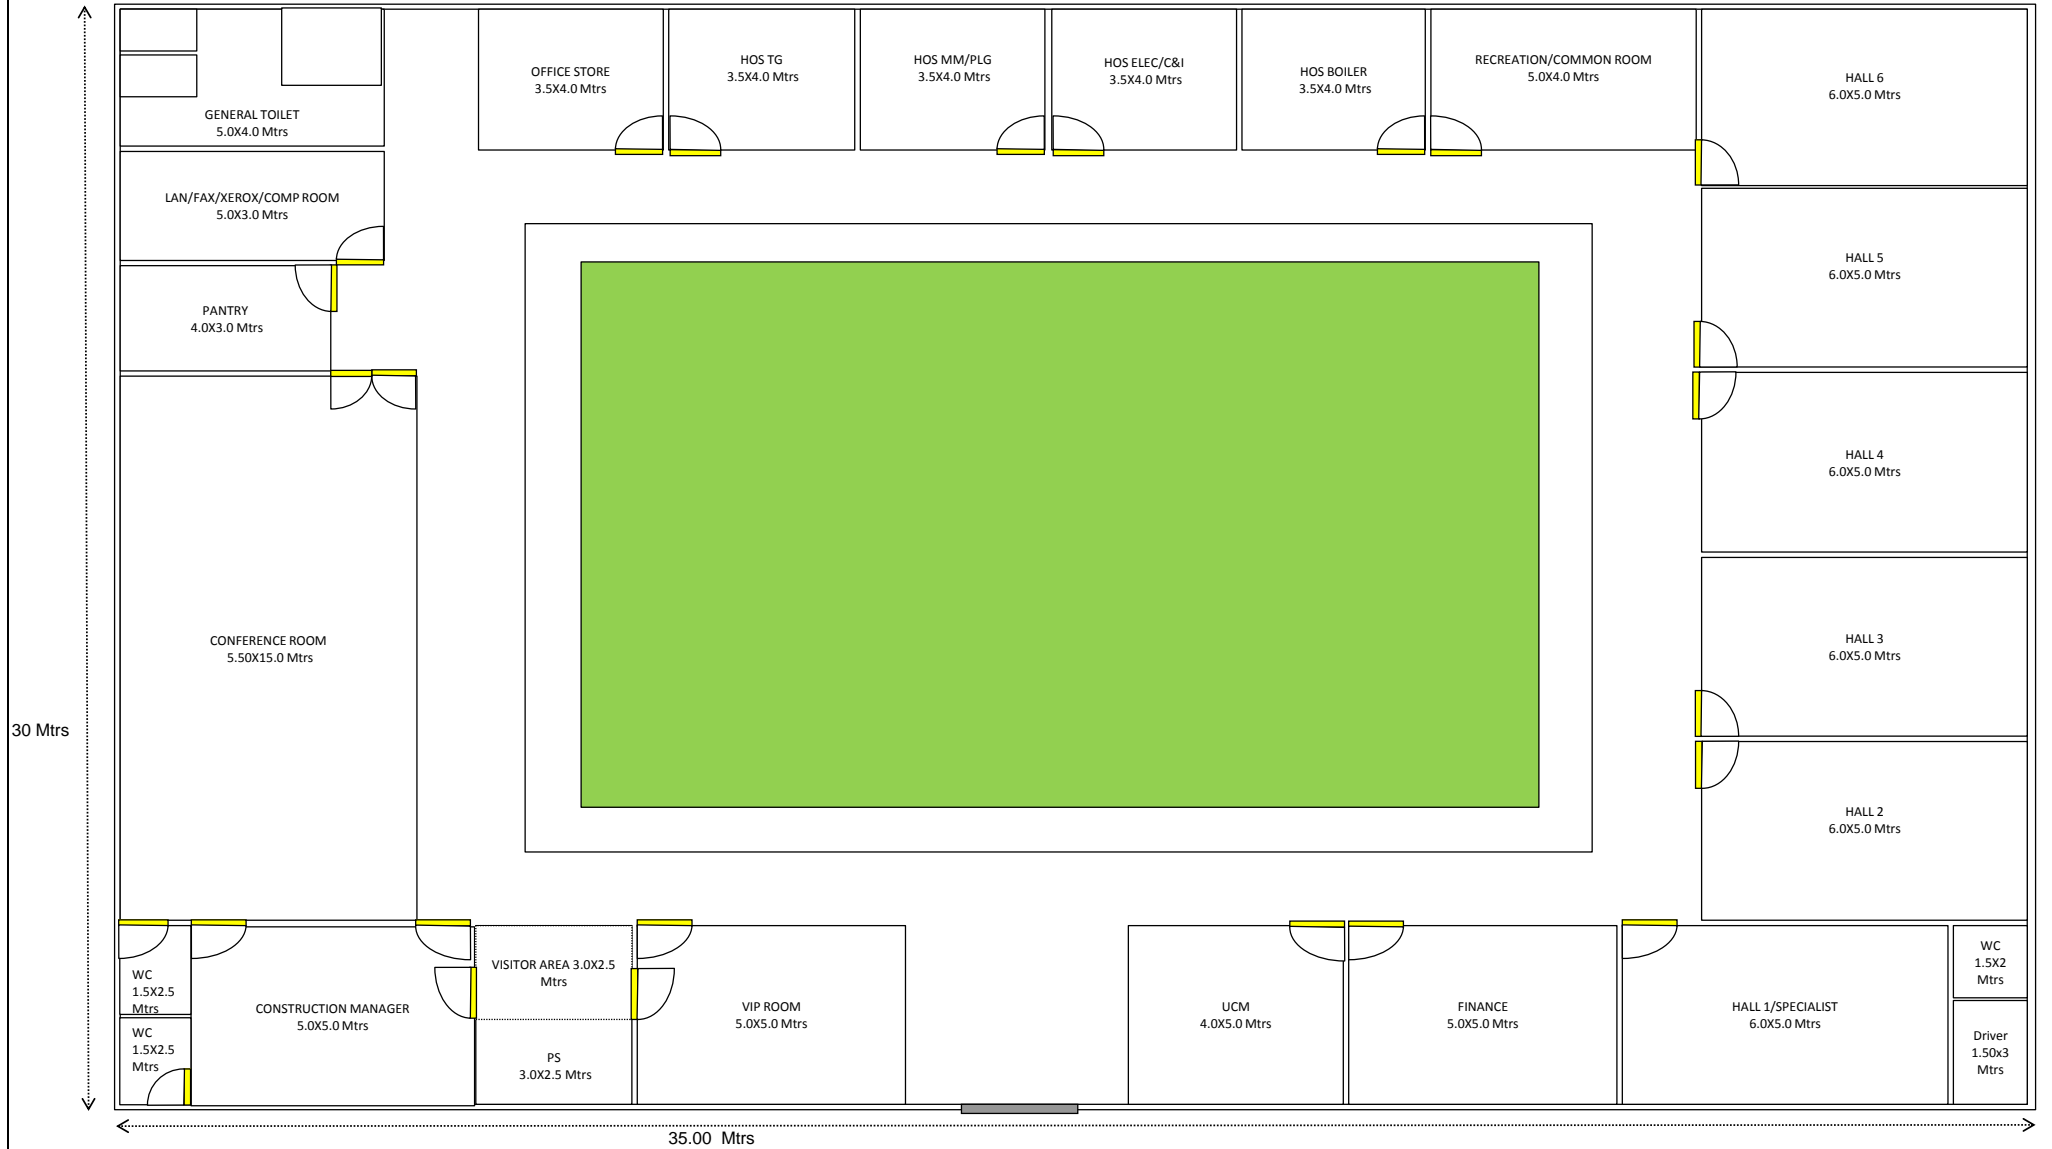 GENERAL TOILET
5.0X4.0 Mtrs
OFFICE STORE
3.5X4.0 Mtrs
HOS TG
3.5X4.0 Mtrs
HOS MM/PLG
3.5X4.0 Mtrs
HOS ELEC/C&I
3.5X4.0 Mtrs
HOS BOILER
3.5X4.0 Mtrs
RECREATION/COMMON ROOM
5.0X4.0 Mtrs
HALL 6
6.0X5.0 Mtrs
LAN/FAX/XEROX/COMP ROOM
5.0X3.0 Mtrs
HALL 5
6.0X5.0 Mtrs
PANTRY
4.0X3.0 Mtrs
HALL 4
6.0X5.0 Mtrs
CONFERENCE ROOM
5.50X15.0 Mtrs
HALL 3
6.0X5.0 Mtrs
30 Mtrs
HALL 2
6.0X5.0 Mtrs
WC
1.5X2.5
Mtrs
WC
1.5X2.5
Mtrs
CONSTRUCTION MANAGER
5.0X5.0 Mtrs
VISITOR AREA 3.0X2.5
Mtrs
PS
3.0X2.5 Mtrs
VIP ROOM
5.0X5.0 Mtrs
UCM
4.0X5.0 Mtrs
FINANCE
5.0X5.0 Mtrs
HALL 1/SPECIALIST
6.0X5.0 Mtrs
WC
1.5X2
Mtrs
Driver
1.50x3
Mtrs
35.00 Mtrs